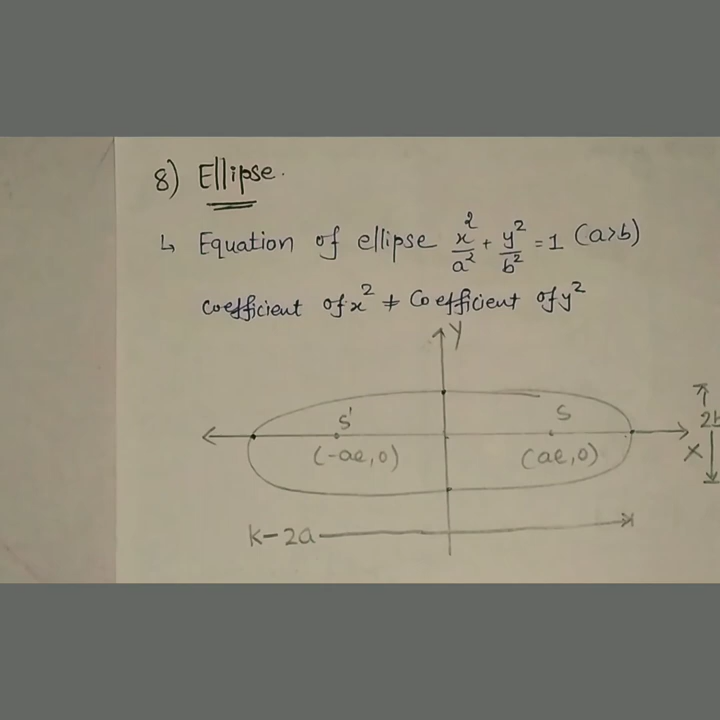 8) Ellipse.
↳ Equation of ellipse x²/a² + y²/b² = 1 (a>b)
coefficient of x² ≠ Coefficient of y²
Y
S' S
2b
(-ae,0) (ae,0) X
K-2a